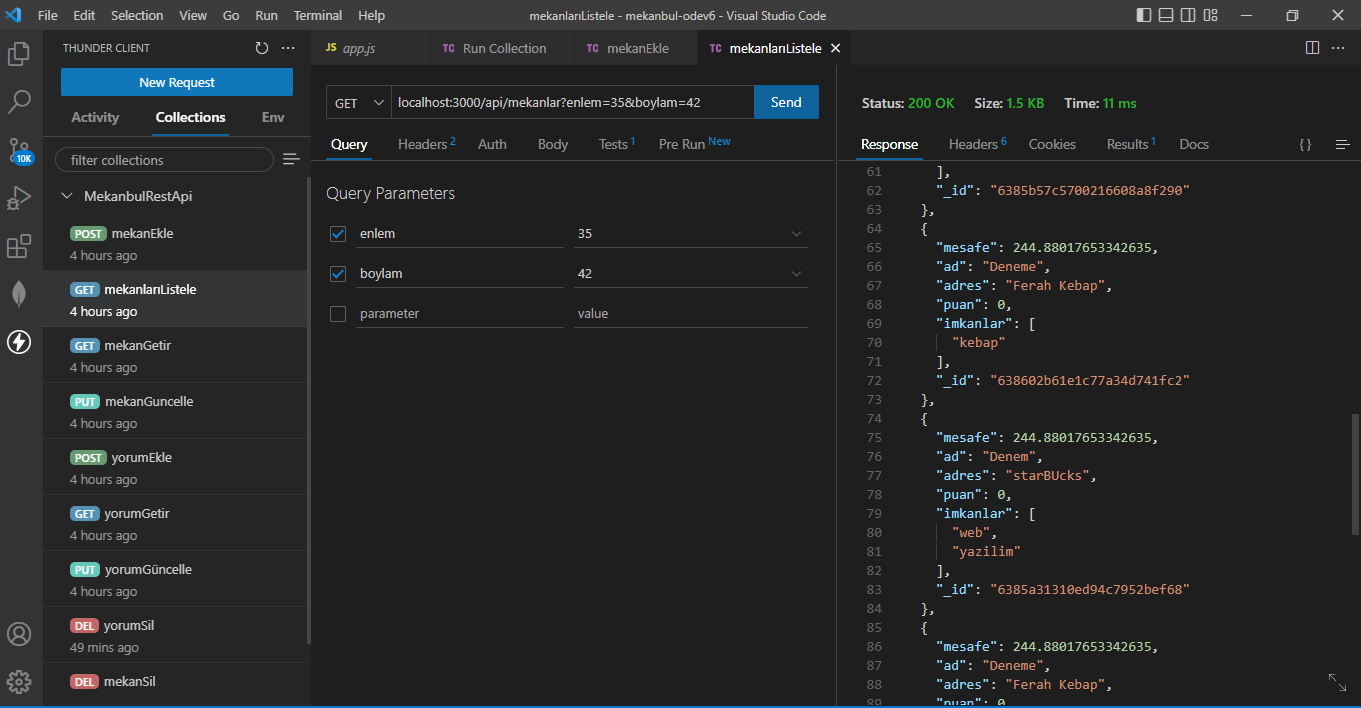 File Edit Selection View Go Run Terminal Help
mekanlarıListele - mekanbul-odev6 - Visual Studio Code
THUNDER CLIENT
New Request
Activity Collections Env
filter collections
10K
MekanbulRestApi
POST mekanEkle
4 hours ago
GET mekanlarıListele
4 hours ago
GET mekanGetir
4 hours ago
PUT mekanGuncelle
4 hours ago
POST yorumEkle
4 hours ago
GET yorumGetir
4 hours ago
PUT yorumGüncelle
4 hours ago
DEL yorumSil
49 mins ago
DEL mekanSil
JS app.js
TC Run Collection
TC mekanEkle
TC mekanlarıListele
GET localhost:3000/api/mekanlar?enlem=35&boylam=42 Send
Query Headers 2 Auth Body Tests 1 Pre Run New
Query Parameters
enlem 35
boylam 42
parameter value
Status: 200 OK Size: 1.5 KB Time: 11 ms
Response Headers 6 Cookies Results 1 Docs { }
61 ],
62 "_id": "6385b57c5700216608a8f290"
63 },
64 {
65 "mesafe": 244.88017653342635,
66 "ad": "Deneme",
67 "adres": "Ferah Kebap",
68 "puan": 0,
69 "imkanlar": [
70 "kebap"
71 ],
72 "_id": "638602b61e1c77a34d741fc2"
73 },
74 {
75 "mesafe": 244.88017653342635,
76 "ad": "Denem",
77 "adres": "starBUcks",
78 "puan": 0,
79 "imkanlar": [
80 "web",
81 "yazilim"
82 ],
83 "_id": "6385a31310ed94c7952bef68"
84 },
85 {
86 "mesafe": 244.88017653342635,
87 "ad": "Deneme",
88 "adres": "Ferah Kebap",
89 "puan": 0